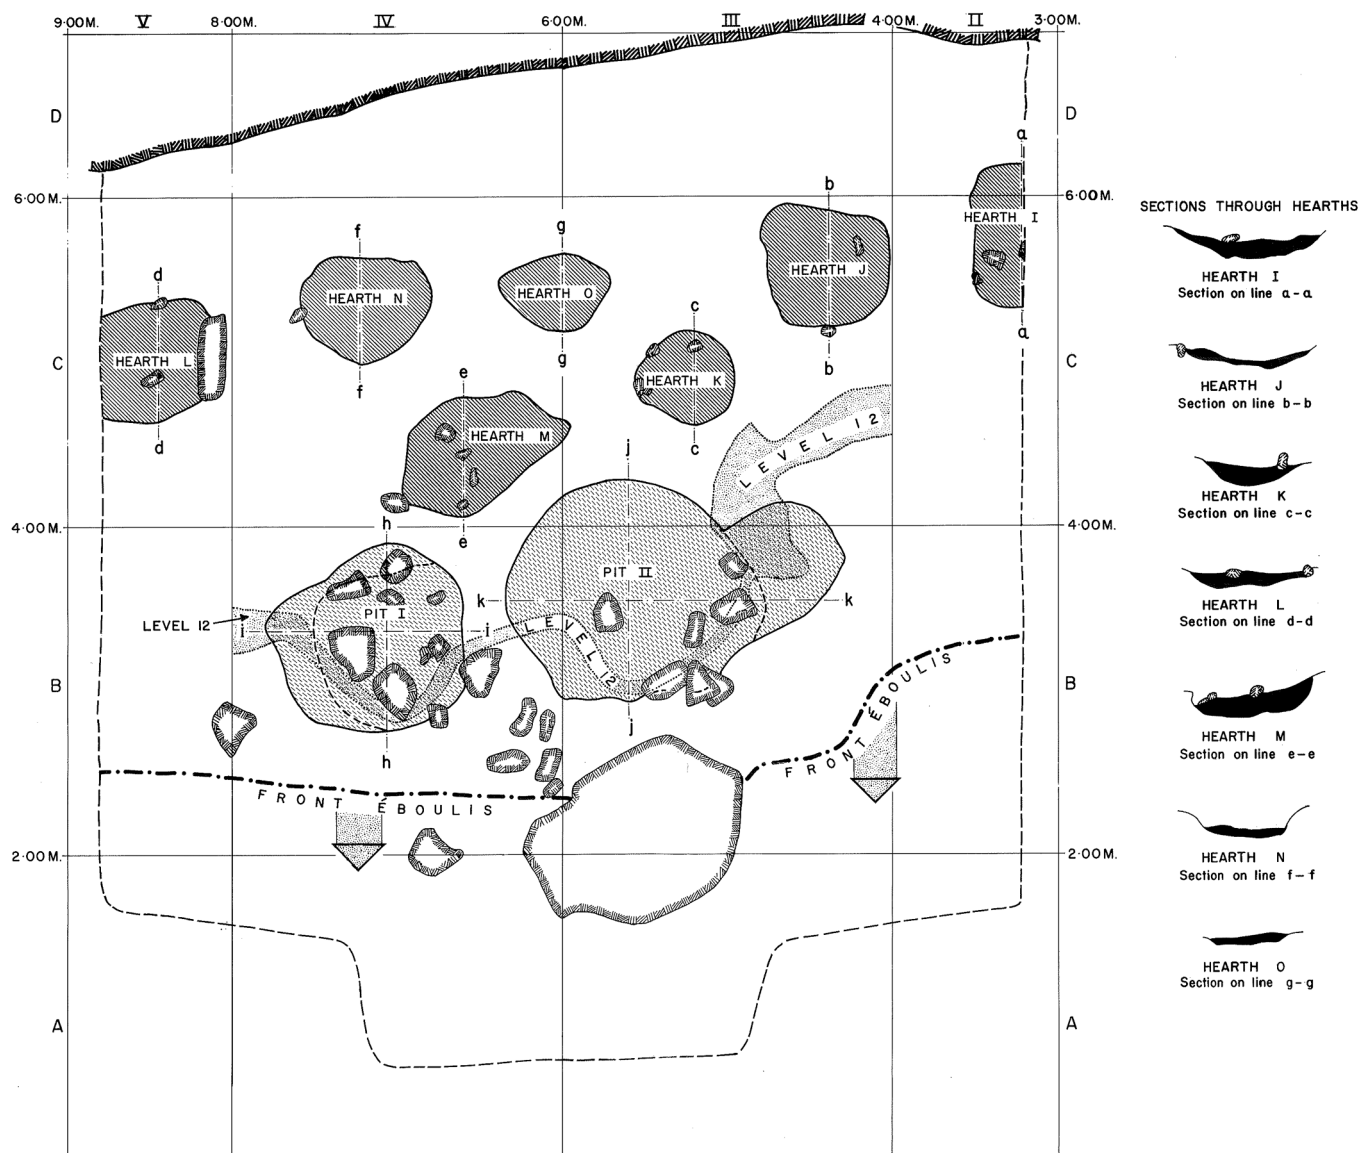 9·00M. V 8·00M. IV 6·00M. III 4·00M. II 3·00M.
D D
a
6·00M. b 6·00M.
SECTIONS THROUGH HEARTHS
HEARTH I
f g
HEARTH J
d
HEARTH N HEARTH O
HEARTH I
Section on line a-a
c a
C HEARTH L g b C
HEARTH K
f e
HEARTH J
Section on line b-b
d HEARTH M c
j LEVEL 12
HEARTH K
Section on line c-c
4·00M. h e 4·00M.
PIT II
k k
PIT I
LEVEL 12 i i LEVEL 12
HEARTH L
Section on line d-d
B B
j
h
FRONT ÉBOULIS
HEARTH M
Section on line e-e
FRONT ÉBOULIS
2·00M. 2·00M.
HEARTH N
Section on line f-f
HEARTH O
Section on line g-g
A A